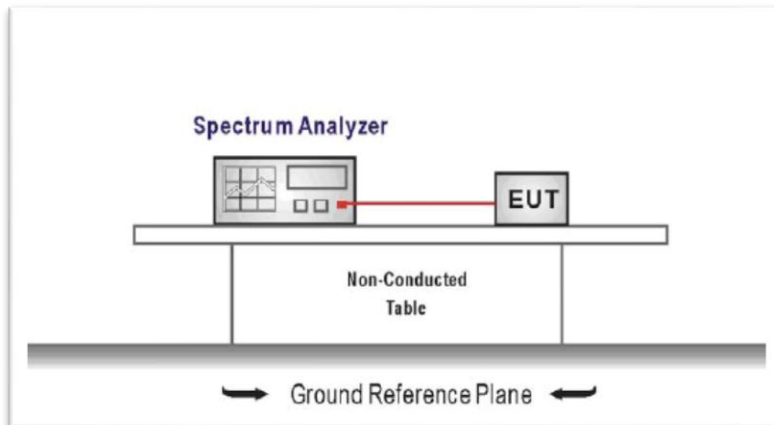 Spectrum Analyzer
EUT
Non-Conducted
Table
Ground Reference Plane